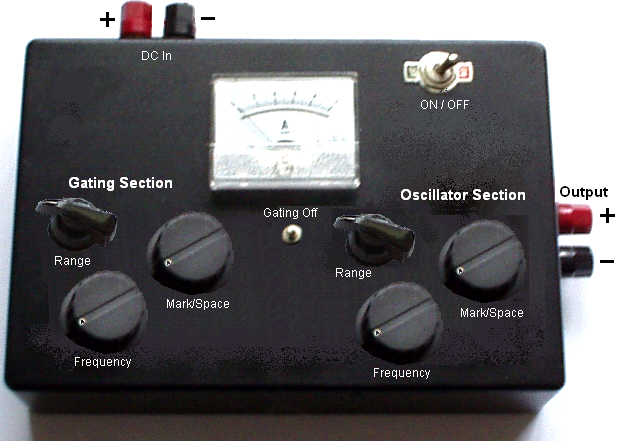 + –
DC In
A
ON / OFF
Gating Section
Oscillator Section
Output
+
–
Gating Off
Range
Range
Mark/Space
Mark/Space
Frequency
Frequency